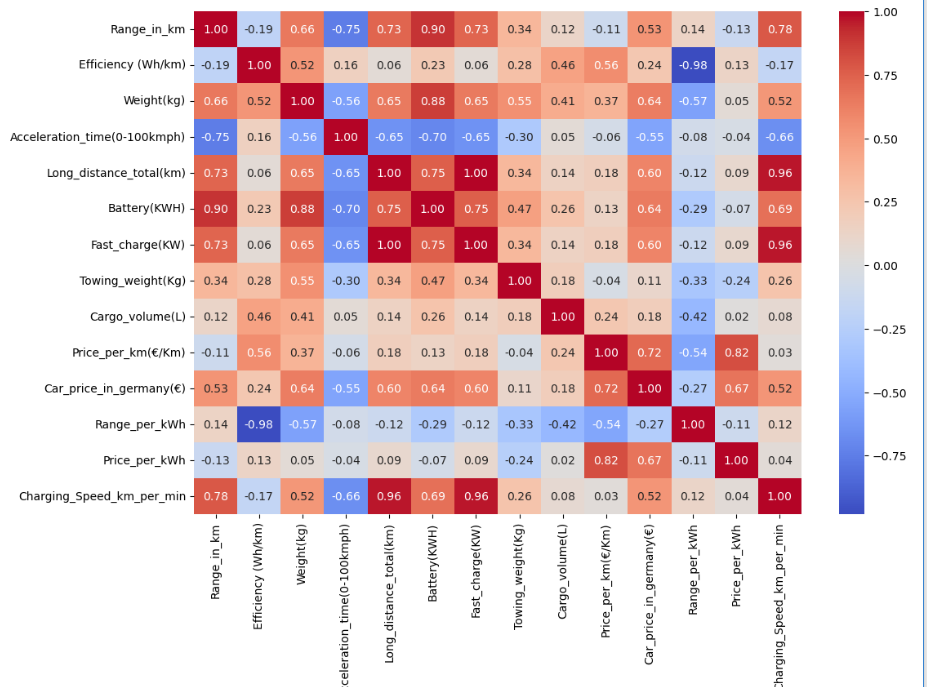 Range_in_km 1.00 -0.19 0.66 -0.75 0.73 0.90 0.73 0.34 0.12 -0.11 0.53 0.14 -0.13 0.78
Efficiency (Wh/km) -0.19 1.00 0.52 0.16 0.06 0.23 0.06 0.28 0.46 0.56 0.24 -0.98 0.13 -0.17
Weight(kg) 0.66 0.52 1.00 -0.56 0.65 0.88 0.65 0.55 0.41 0.37 0.64 -0.57 0.05 0.52
Acceleration_time(0-100kmph) -0.75 0.16 -0.56 1.00 -0.65 -0.70 -0.65 -0.30 0.05 -0.06 -0.55 -0.08 -0.04 -0.66
Long_distance_total(km) 0.73 0.06 0.65 -0.65 1.00 0.75 1.00 0.34 0.14 0.18 0.60 -0.12 0.09 0.96
Battery(KWH) 0.90 0.23 0.88 -0.70 0.75 1.00 0.75 0.47 0.26 0.13 0.64 -0.29 -0.07 0.69
Fast_charge(KW) 0.73 0.06 0.65 -0.65 1.00 0.75 1.00 0.34 0.14 0.18 0.60 -0.12 0.09 0.96
Towing_weight(Kg) 0.34 0.28 0.55 -0.30 0.34 0.47 0.34 1.00 0.18 -0.04 0.11 -0.33 -0.24 0.26
Cargo_volume(L) 0.12 0.46 0.41 0.05 0.14 0.26 0.14 0.18 1.00 0.24 0.18 -0.42 0.02 0.08
Price_per_km(€/Km) -0.11 0.56 0.37 -0.06 0.18 0.13 0.18 -0.04 0.24 1.00 0.72 -0.54 0.82 0.03
Car_price_in_germany(€) 0.53 0.24 0.64 -0.55 0.60 0.64 0.60 0.11 0.18 0.72 1.00 -0.27 0.67 0.52
Range_per_kWh 0.14 -0.98 -0.57 -0.08 -0.12 -0.29 -0.12 -0.33 -0.42 -0.54 -0.27 1.00 -0.11 0.12
Price_per_kWh -0.13 0.13 0.05 -0.04 0.09 -0.07 0.09 -0.24 0.02 0.82 0.67 -0.11 1.00 0.04
Charging_Speed_km_per_min 0.78 -0.17 0.52 -0.66 0.96 0.69 0.96 0.26 0.08 0.03 0.52 0.12 0.04 1.00
Range_in_km
Efficiency (Wh/km)
Weight(kg)
cceleration_time(0-100kmph)
Long_distance_total(km)
Battery(KWH)
Fast_charge(KW)
Towing_weight(Kg)
Cargo_volume(L)
Price_per_km(€/Km)
Car_price_in_germany(€)
Range_per_kWh
Price_per_kWh
harging_Speed_km_per_min
1.00
0.75
0.50
0.25
0.00
−0.25
−0.50
−0.75